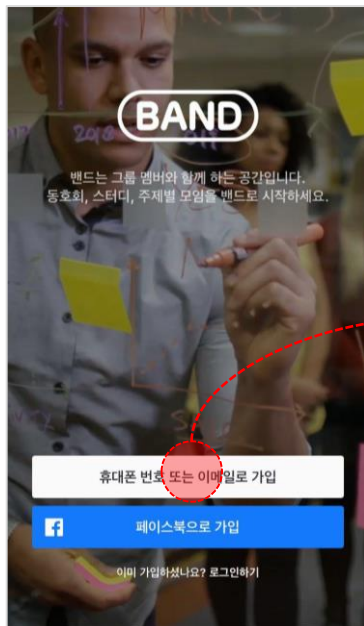 BAND
밴드는 그룹 멤버와 함께 하는 공간입니다.
동호회, 스터디, 주제별 모임을 밴드로 시작하세요.
휴대폰 번호 또는 이메일로 가입
페이스북으로 가입
이미 가입하셨나요? 로그인하기